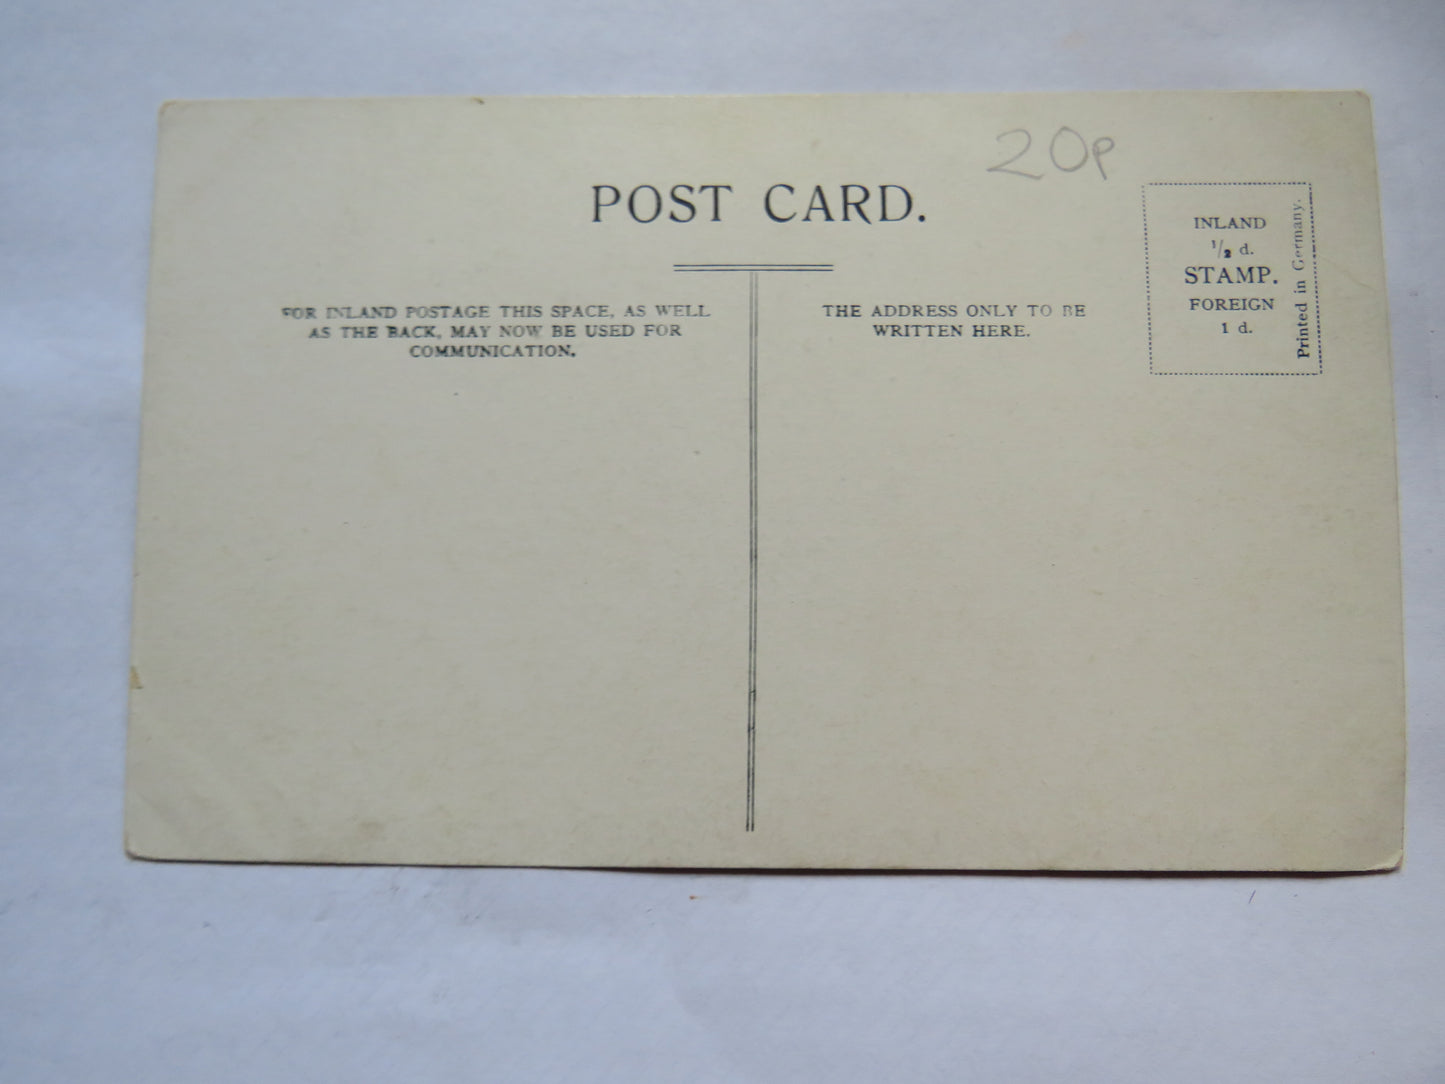 20p
POST CARD.
FOR INLAND POSTAGE THIS SPACE, AS WELL
AS THE BACK, MAY NOW BE USED FOR
COMMUNICATION.
THE ADDRESS ONLY TO BE
WRITTEN HERE.
INLAND
1/2 d.
STAMP.
FOREIGN
1 d.
Printed in Germany.